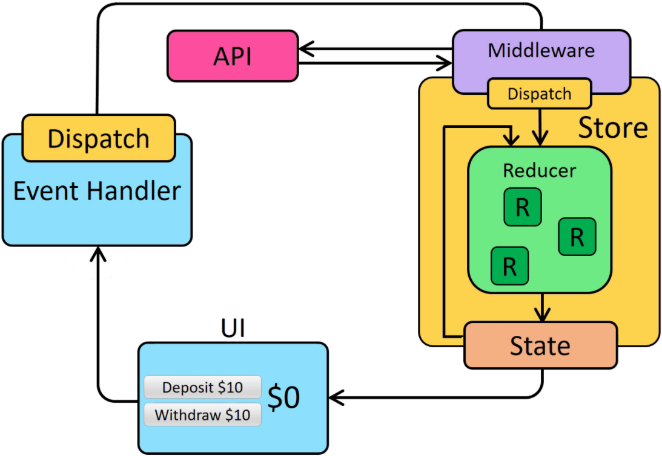 API
Middleware
Dispatch
Store
Dispatch
Event Handler
Reducer
R
R
R
State
UI
Deposit $10
Withdraw $10
$0